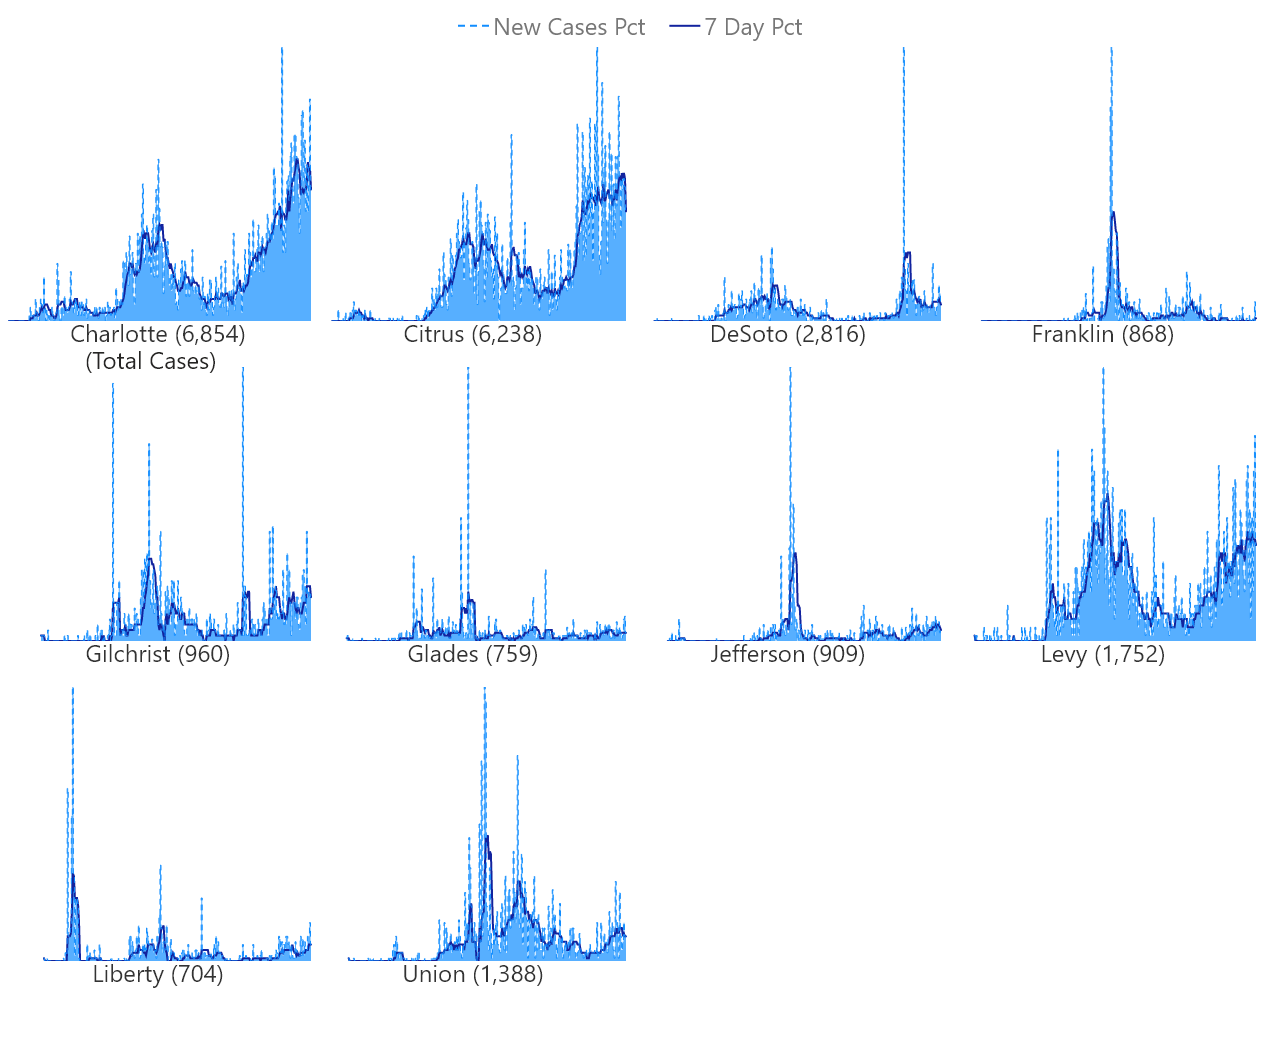 New Cases Pct 7 Day Pct
Charlotte (6,854) Citrus (6,238) DeSoto (2,816) Franklin (868)
(Total Cases)
Gilchrist (960) Glades (759) Jefferson (909) Levy (1,752)
Liberty (704) Union (1,388)